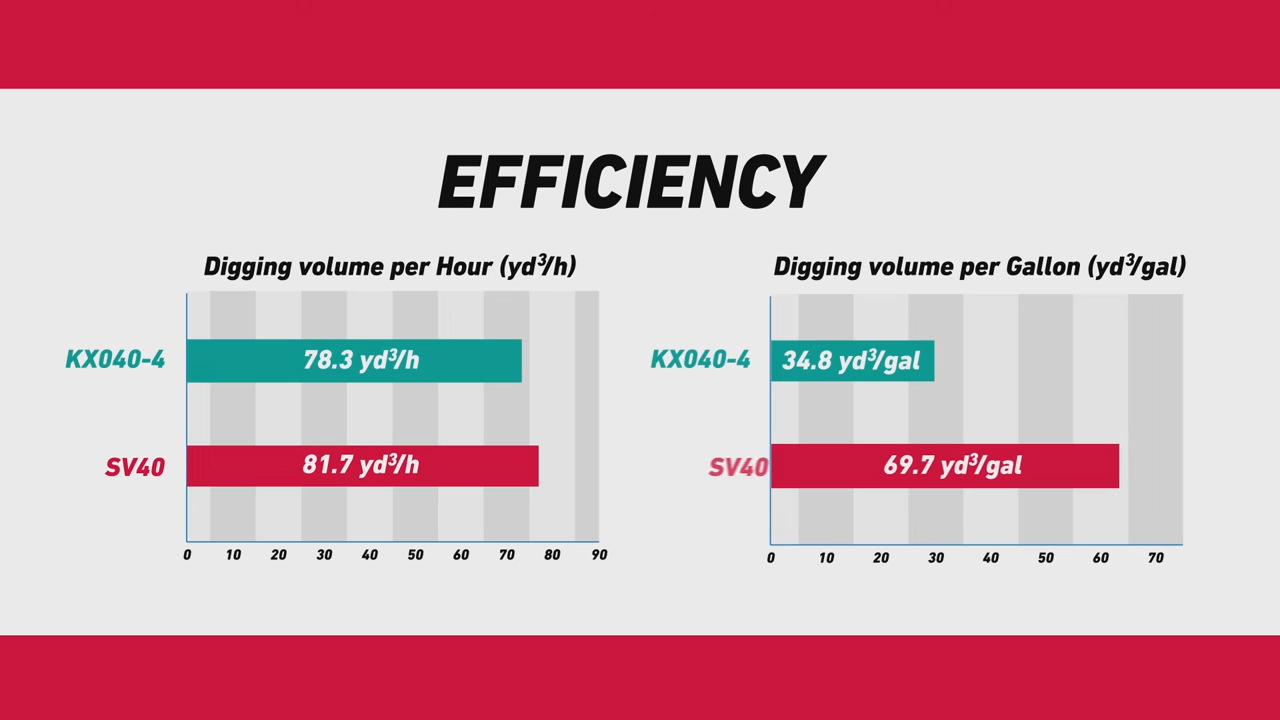 EFFICIENCY
Digging volume per Hour (yd³/h)
KX040-4
78.3 yd³/h
SV40
81.7 yd³/h
0 10 20 30 40 50 60 70 80 90
Digging volume per Gallon (yd³/gal)
KX040-4
34.8 yd³/gal
SV40
69.7 yd³/gal
0 10 20 30 40 50 60 70